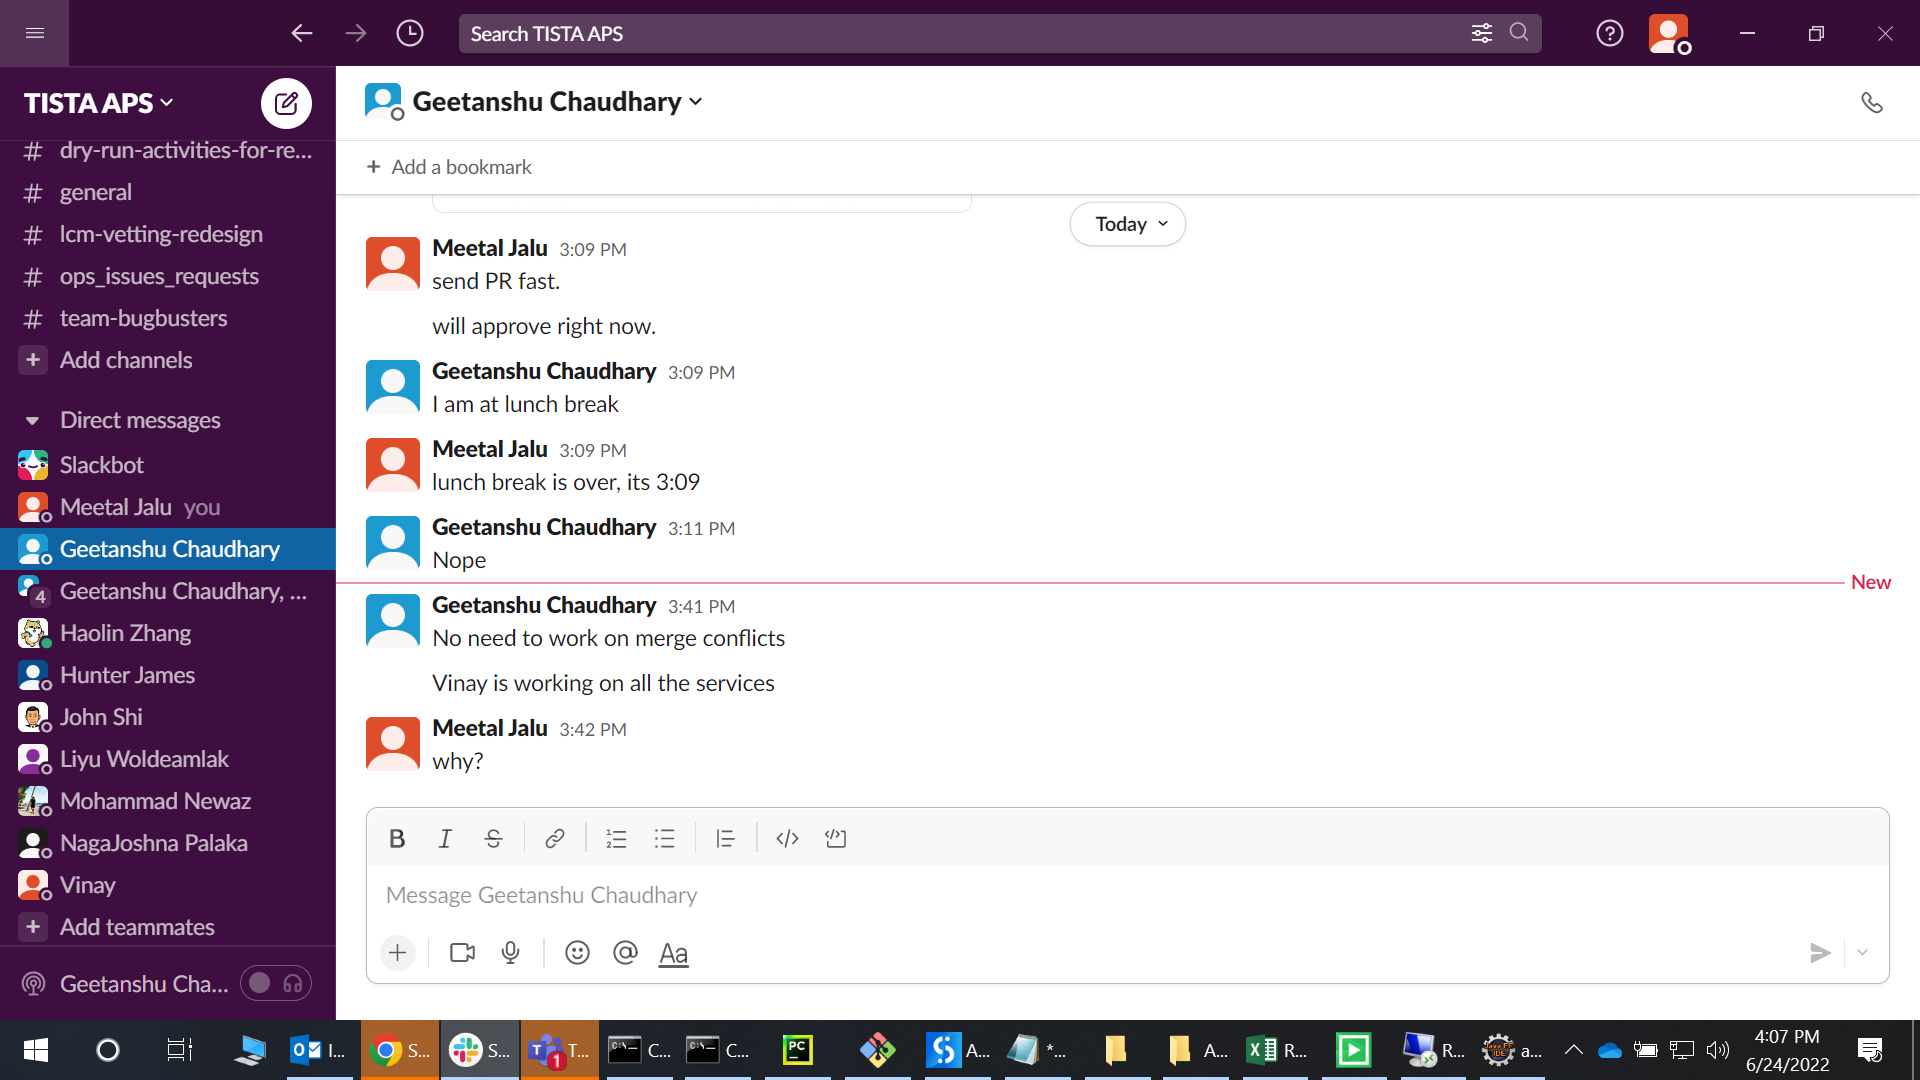 Search TISTA APS
TISTA APS
dry-run-activities-for-re...
general
lcm-vetting-redesign
ops_issues_requests
team-bugbusters
Add channels
Direct messages
Slackbot
Meetal Jalu you
Geetanshu Chaudhary
4 Geetanshu Chaudhary, ...
Haolin Zhang
Hunter James
John Shi
Liyu Woldeamlak
Mohammad Newaz
NagaJoshna Palaka
Vinay
Add teammates
Geetanshu Cha...
Geetanshu Chaudhary
Add a bookmark
Today
Meetal Jalu 3:09 PM
send PR fast.
will approve right now.
Geetanshu Chaudhary 3:09 PM
I am at lunch break
Meetal Jalu 3:09 PM
lunch break is over, its 3:09
Geetanshu Chaudhary 3:11 PM
Nope
New
Geetanshu Chaudhary 3:41 PM
No need to work on merge conflicts
Vinay is working on all the services
Meetal Jalu 3:42 PM
why?
Message Geetanshu Chaudhary
Aa
I... S... S... 1 T... C... C... PC A... *... A... R... R... a...
4:07 PM
6/24/2022